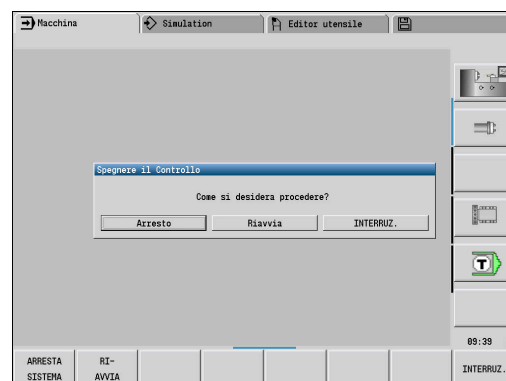 Macchina
Simulation
Editor utensile
Spegnere il Controllo
Come si desidera procedere?
Arresto
Riavvia
INTERRUZ.
T
09:39
ARRESTA
SISTEMA
RI-
AVVIA
INTERRUZ.